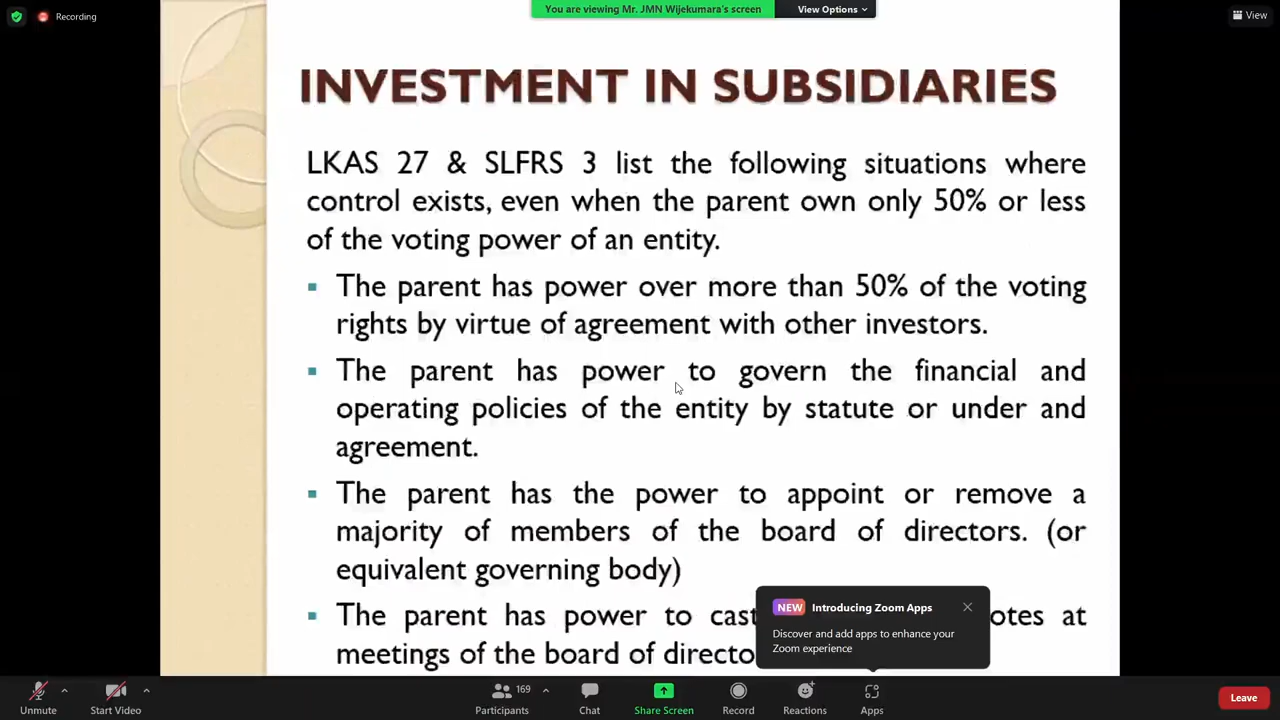 Recording
You are viewing Mr. JMN Wijekumara's screen
View Options
View
INVESTMENT IN SUBSIDIARIES
LKAS 27 & SLFRS 3 list the following situations where
control exists, even when the parent own only 50% or less
of the voting power of an entity.
The parent has power over more than 50% of the voting
rights by virtue of agreement with other investors.
The parent has power to govern the financial and
operating policies of the entity by statute or under and
agreement.
The parent has the power to appoint or remove a
majority of members of the board of directors. (or
equivalent governing body)
The parent has power to cast
meetings of the board of
NEW Introducing Zoom Apps
Discover and add apps to enhance your
Zoom experience
Unmute
Start Video
169
Participants
Chat
Share Screen
Record
Reactions
Apps
Leave